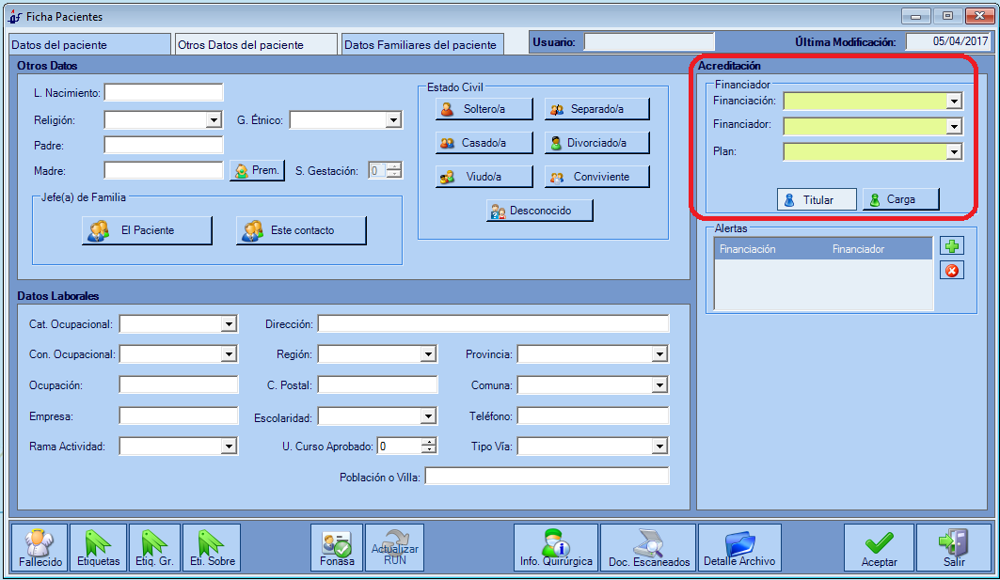 Ficha Pacientes
Datos del paciente
Otros Datos del paciente
Datos Familiares del paciente
Usuario:
Última Modificación:
05/04/2017
Otros Datos
L. Nacimiento:
Religión:
G. Étnico:
Padre:
Madre:
Prem.
S. Gestación:
0
Jefe(a) de Familia
El Paciente
Este contacto
Estado Civil
Soltero/a
Separado/a
Casado/a
Divorciado/a
Viudo/a
Conviviente
Desconocido
Acreditación
Financiador
Financiación:
Financiador:
Plan:
Titular
Carga
Alertas
Financiación
Financiador
Datos Laborales
Cat. Ocupacional:
Dirección:
Con. Ocupacional:
Región:
Provincia:
Ocupación:
C. Postal:
Comuna:
Empresa:
Escolaridad:
Teléfono:
Rama Actividad:
U. Curso Aprobado:
0
Tipo Vía:
Población o Villa:
Fallecido
Etiquetas
Etiq. Gr.
Eti. Sobre
Fonasa
Actualizar
RUN
Info. Quirúrgica
Doc. Escaneados
Detalle Archivo
Aceptar
Salir